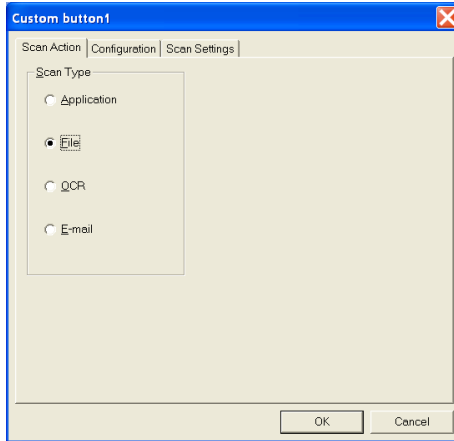 Custom button1
Scan Action Configuration Scan Settings
Scan Type
Application
File
OCR
E-mail
OK Cancel